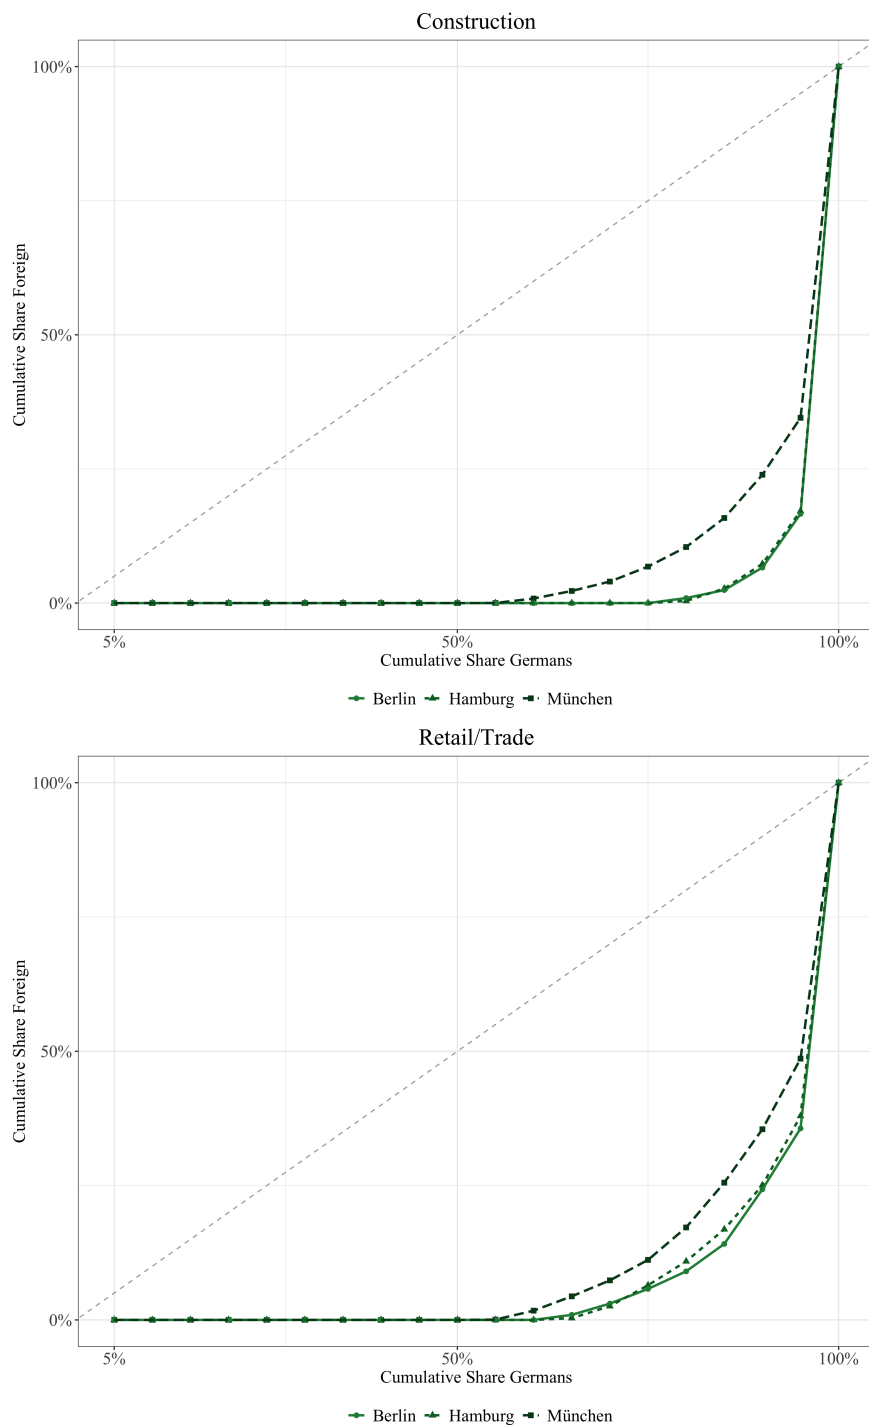 Construction
100%
50%
0%
Cumulative Share Foreign
5% 50% 100%
Cumulative Share Germans
Berlin Hamburg München
Retail/Trade
100%
50%
0%
Cumulative Share Foreign
5% 50% 100%
Cumulative Share Germans
Berlin Hamburg München